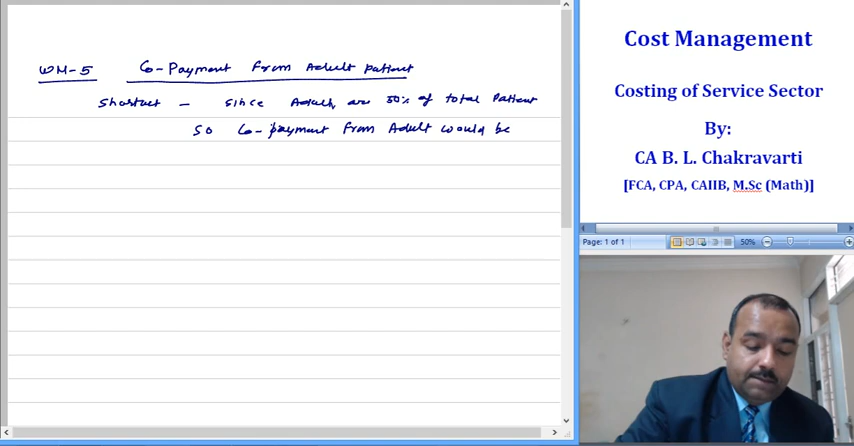 WN-5 Co-Payment From Adult patient
Shortcut - Since Adult are 50% of total Patient
So Co-payment from Adult would be
Cost Management
Costing of Service Sector
By:
CA B. L. Chakravarti
[FCA, CPA, CAIIB, M.Sc (Math)]
Page: 1 of 1
50%